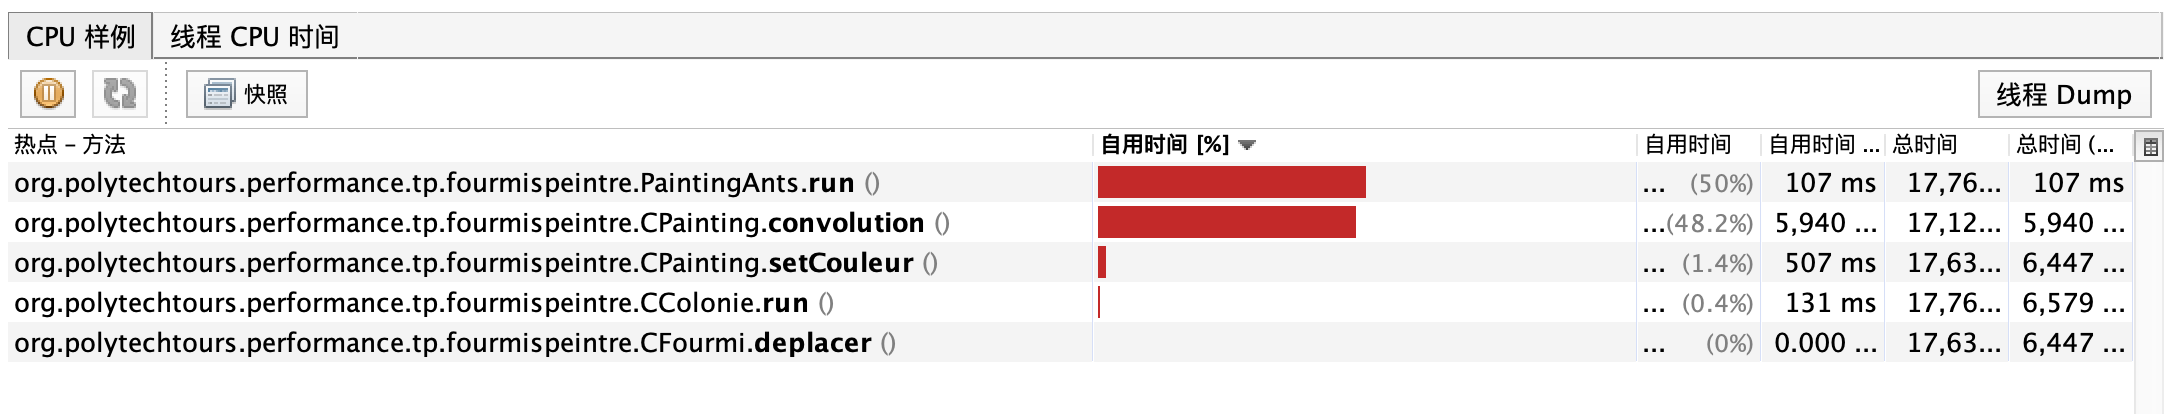 CPU 样例 线程 CPU 时间
快照 线程 Dump
热点 – 方法 自用时间 [%] 自用时间 自用时间 ... 总时间 总时间 (...
org.polytechtours.performance.tp.fourmispeintre.PaintingAnts.run () ... (50%) 107 ms 17,76... 107 ms
org.polytechtours.performance.tp.fourmispeintre.CPainting.convolution () ...(48.2%) 5,940 ... 17,12... 5,940 ...
org.polytechtours.performance.tp.fourmispeintre.CPainting.setCouleur () ... (1.4%) 507 ms 17,63... 6,447 ...
org.polytechtours.performance.tp.fourmispeintre.CColonie.run () ... (0.4%) 131 ms 17,76... 6,579 ...
org.polytechtours.performance.tp.fourmispeintre.CFourmi.deplacer () ... (0%) 0.000 ... 17,63... 6,447 ...